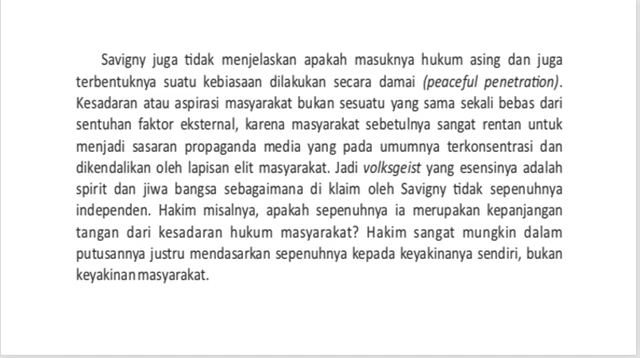 Savigny juga tidak menjelaskan apakah masuknya hukum asing dan juga
terbentuknya suatu kebiasaan dilakukan secara damai (peaceful penetration).
Kesadaran atau aspirasi masyarakat bukan sesuatu yang sama sekali bebas dari
sentuhan faktor eksternal, karena masyarakat sebetulnya sangat rentan untuk
menjadi sasaran propaganda media yang pada umumnya terkonsentrasi dan
dikendalikan oleh lapisan elit masyarakat. Jadi volksgeist yang esensinya adalah
spirit dan jiwa bangsa sebagaimana di klaim oleh Savigny tidak sepenuhnya
independen. Hakim misalnya, apakah sepenuhnya ia merupakan kepanjangan
tangan dari kesadaran hukum masyarakat? Hakim sangat mungkin dalam
putusannya justru mendasarkan sepenuhnya kepada keyakinanya sendiri, bukan
keyakinan masyarakat.